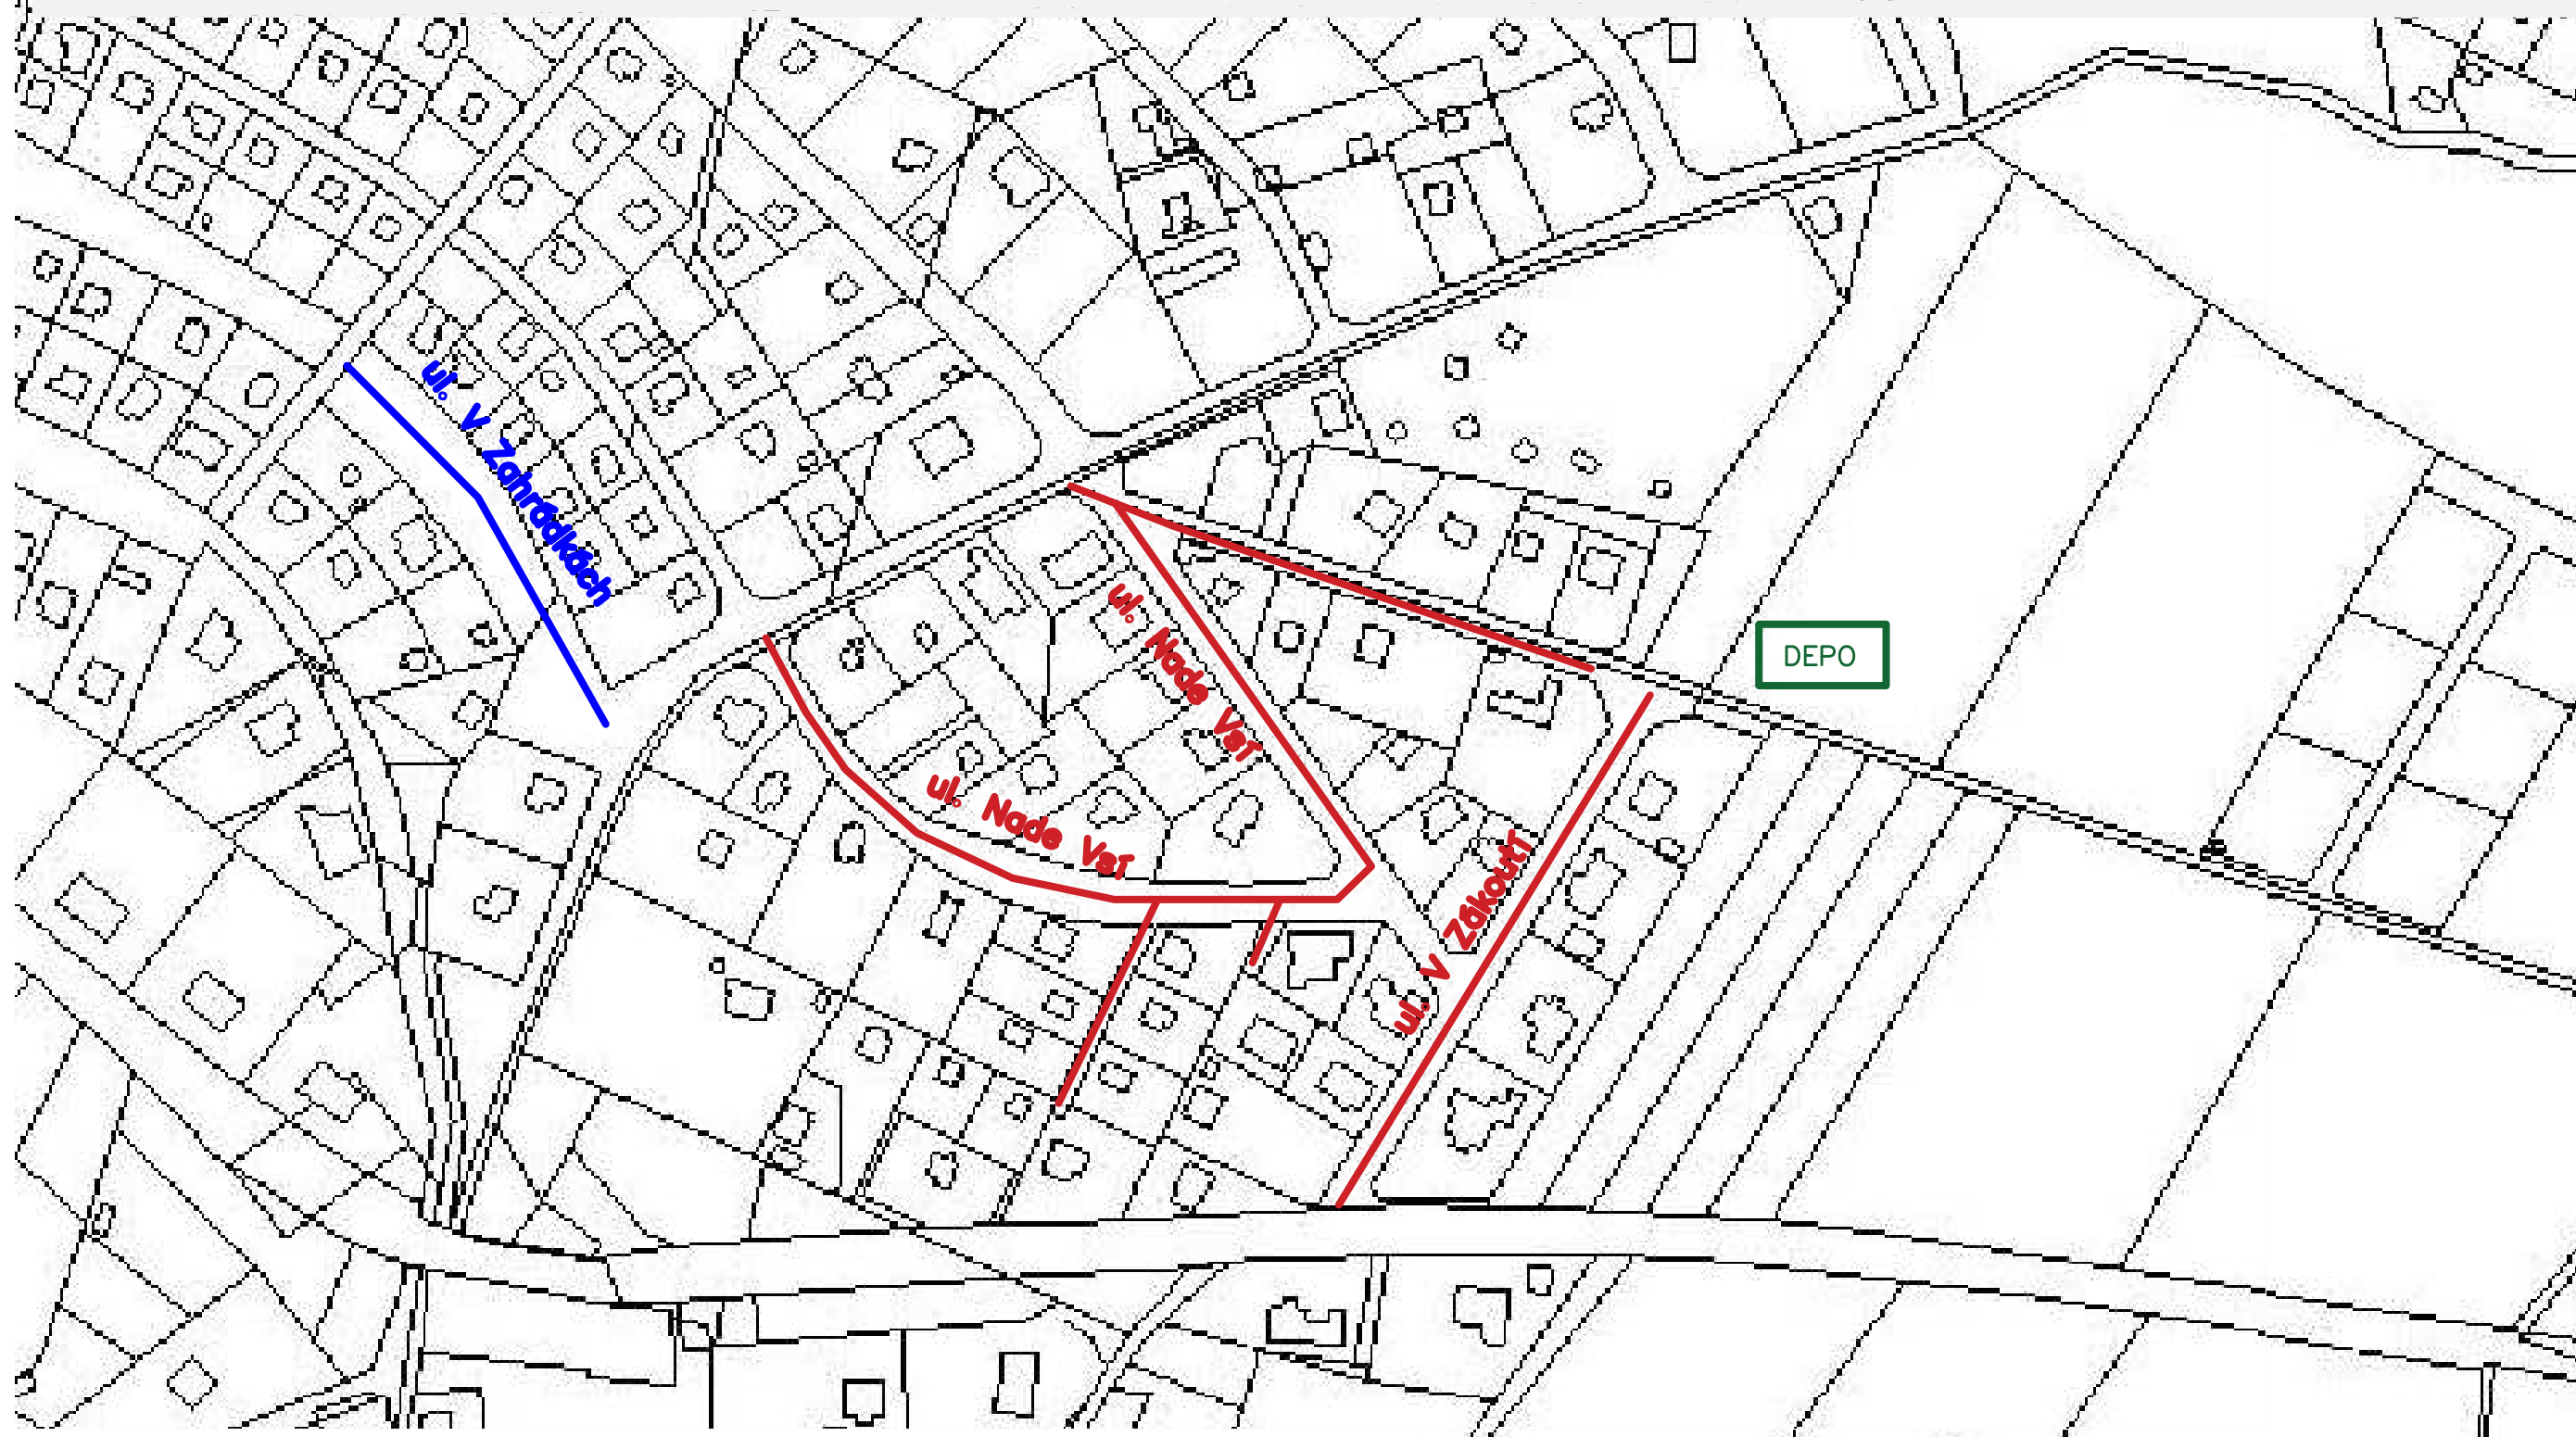 ul. V Zahrádkách
ul. Nade Vsí
DEPO
ul. Nade Vsí
ul. V Zákoutí